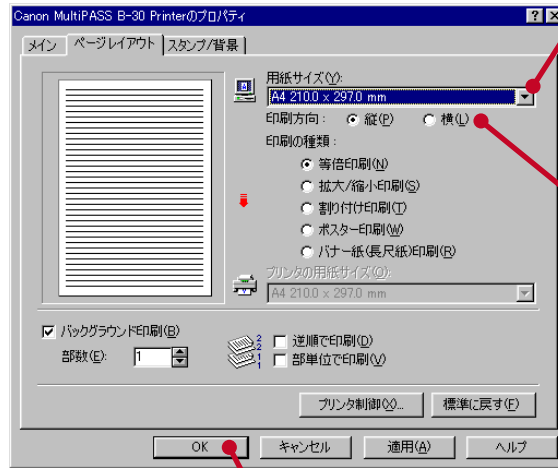 Canon MultiPASS B-30 Printerのプロパティ
メイン ページレイアウト スタンプ/背景
用紙サイズ(Y):
A4 210.0 x 297.0 mm
印刷方向: 縦(P) 横(L)
印刷の種類:
等倍印刷(N)
拡大/縮小印刷(S)
割り付け印刷(T)
ポスター印刷(W)
バナー紙(長尺紙)印刷(R)
プリンタの用紙サイズ(O):
A4 210.0 x 297.0 mm
バックグラウンド印刷(B)
部数(E): 1
2 2 1 1
逆順で印刷(D)
部単位で印刷(V)
プリンタ制御(X)... 標準に戻す(F)
OK キャンセル 適用(A) ヘルプ